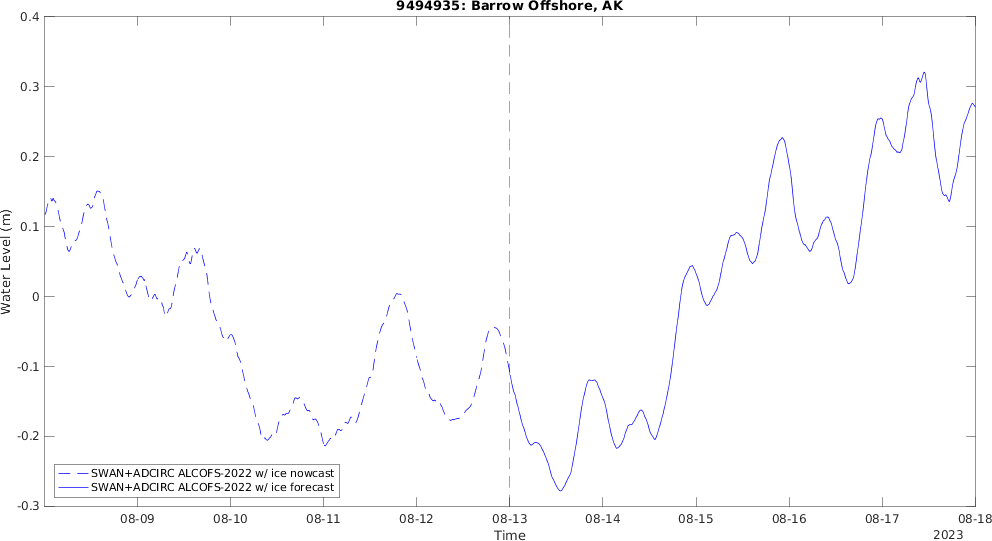 9494935: Barrow Offshore, AK
0.4
0.3
0.2
0.1
0
-0.1
-0.2
-0.3
Water Level (m)
SWAN+ADCIRC ALCOFS-2022 w/ ice nowcast
SWAN+ADCIRC ALCOFS-2022 w/ ice forecast
08-09 08-10 08-11 08-12 08-13 08-14 08-15 08-16 08-17 08-18
Time
2023